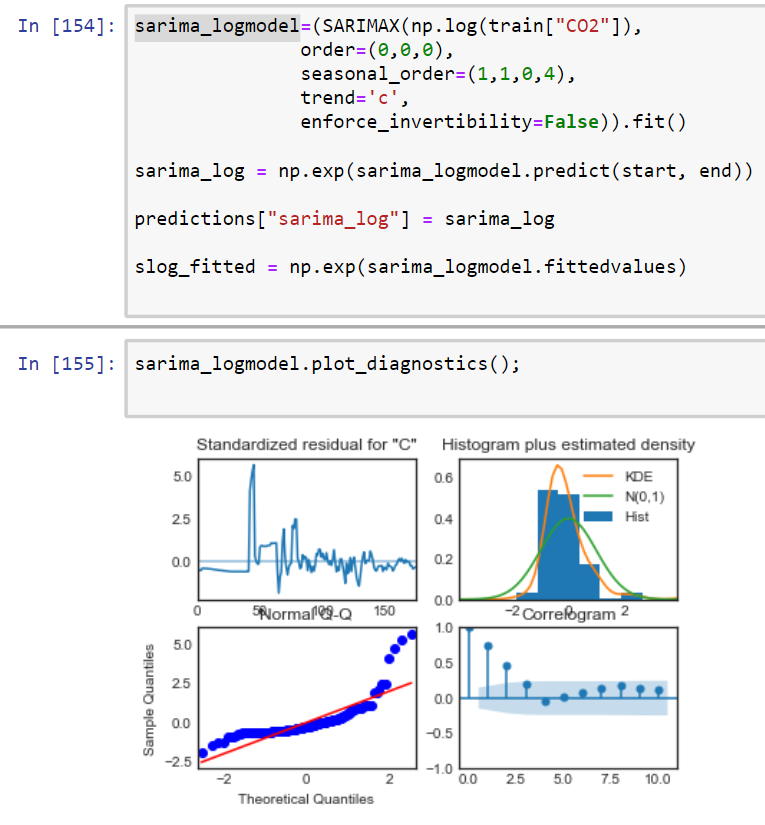 In [154]: sarima_logmodel=(SARIMAX(np.log(train["CO2"]),
order=(0,0,0),
seasonal_order=(1,1,0,4),
trend='c',
enforce_invertibility=False)).fit()
sarima_log = np.exp(sarima_logmodel.predict(start, end))
predictions["sarima_log"] = sarima_log
slog_fitted = np.exp(sarima_logmodel.fittedvalues)
In [155]: sarima_logmodel.plot_diagnostics();
Standardized residual for "C"
5.0
2.5
0.0
0 50 100 150
Histogram plus estimated density
0.6
0.4
0.2
0.0
−2 0 2
KDE
N(0,1)
Hist
Normal Q-Q
Sample Quantiles
5.0
2.5
0.0
−2.5
−2 0 2
Theoretical Quantiles
Correlogram
1.0
0.5
0.0
−0.5
−1.0
0.0 2.5 5.0 7.5 10.0